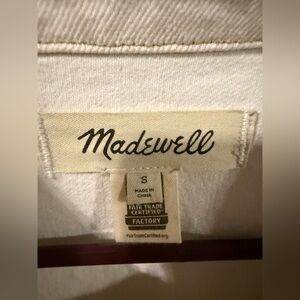 Madewell
S
MADE IN
CHINA
FAIR TRADE
CERTIFIED
FACTORY
FairTradeCertified.org